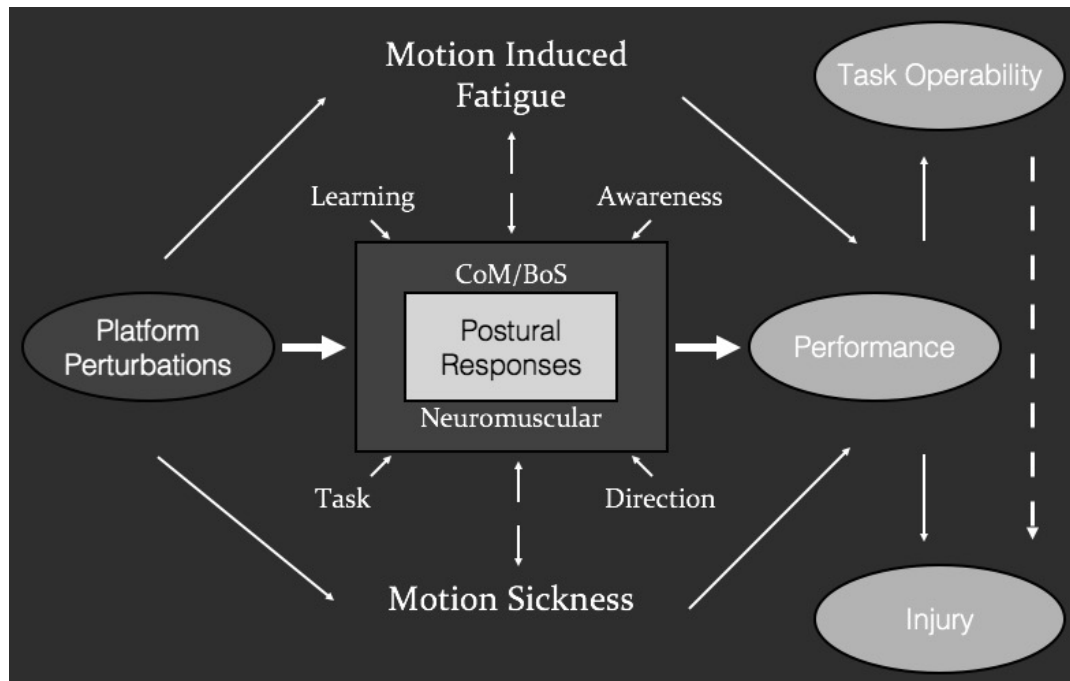 Motion Induced
Fatigue
Task Operability
Learning
Awareness
CoM/BoS
Platform
Perturbations
Postural
Responses
Performance
Neuromuscular
Task
Direction
Motion Sickness
Injury